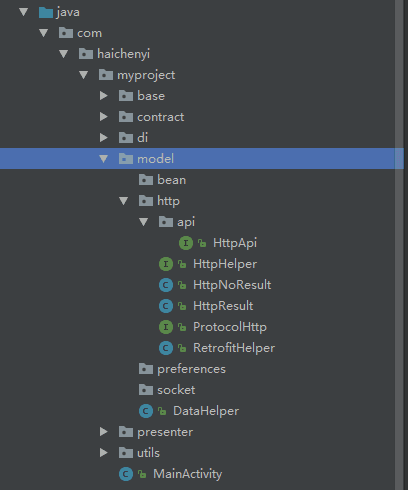 java
com
haichenyi
myproject
base
contract
di
model
bean
http
api
I HttpApi
I HttpHelper
C HttpNoResult
C HttpResult
I ProtocolHttp
C RetrofitHelper
preferences
socket
C DataHelper
presenter
utils
C MainActivity